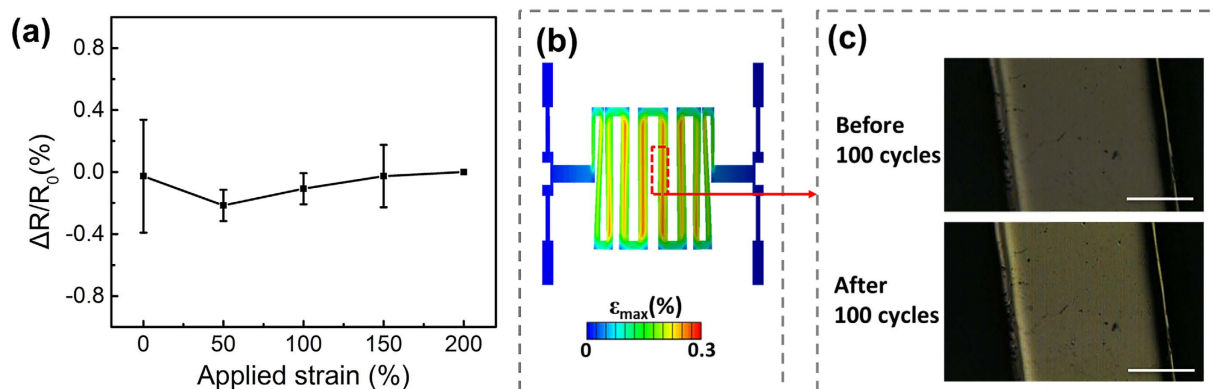 (a)
0.8
0.4
0.0
-0.4
-0.8
ΔR/R₀(%)
0
50
100
150
200
Applied strain (%)
(b)
εmax(%)
0
0.3
(c)
Before
100 cycles
After
100 cycles